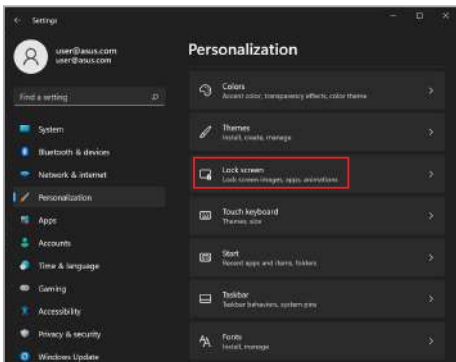 Settings
user@asus.com
user@asus.com
Find a setting
System
Bluetooth & devices
Network & internet
Personalization
Apps
Accounts
Time & language
Gaming
Accessibility
Privacy & security
Windows Update
Personalization
Colors
Accent color, transparency effects, color theme
Themes
Install, create, manage
Lock screen
Lock screen images, apps, animations
Touch keyboard
Themes, size
Start
Recent apps and items, folders
Taskbar
Taskbar behaviors, system pins
Fonts
Install, manage